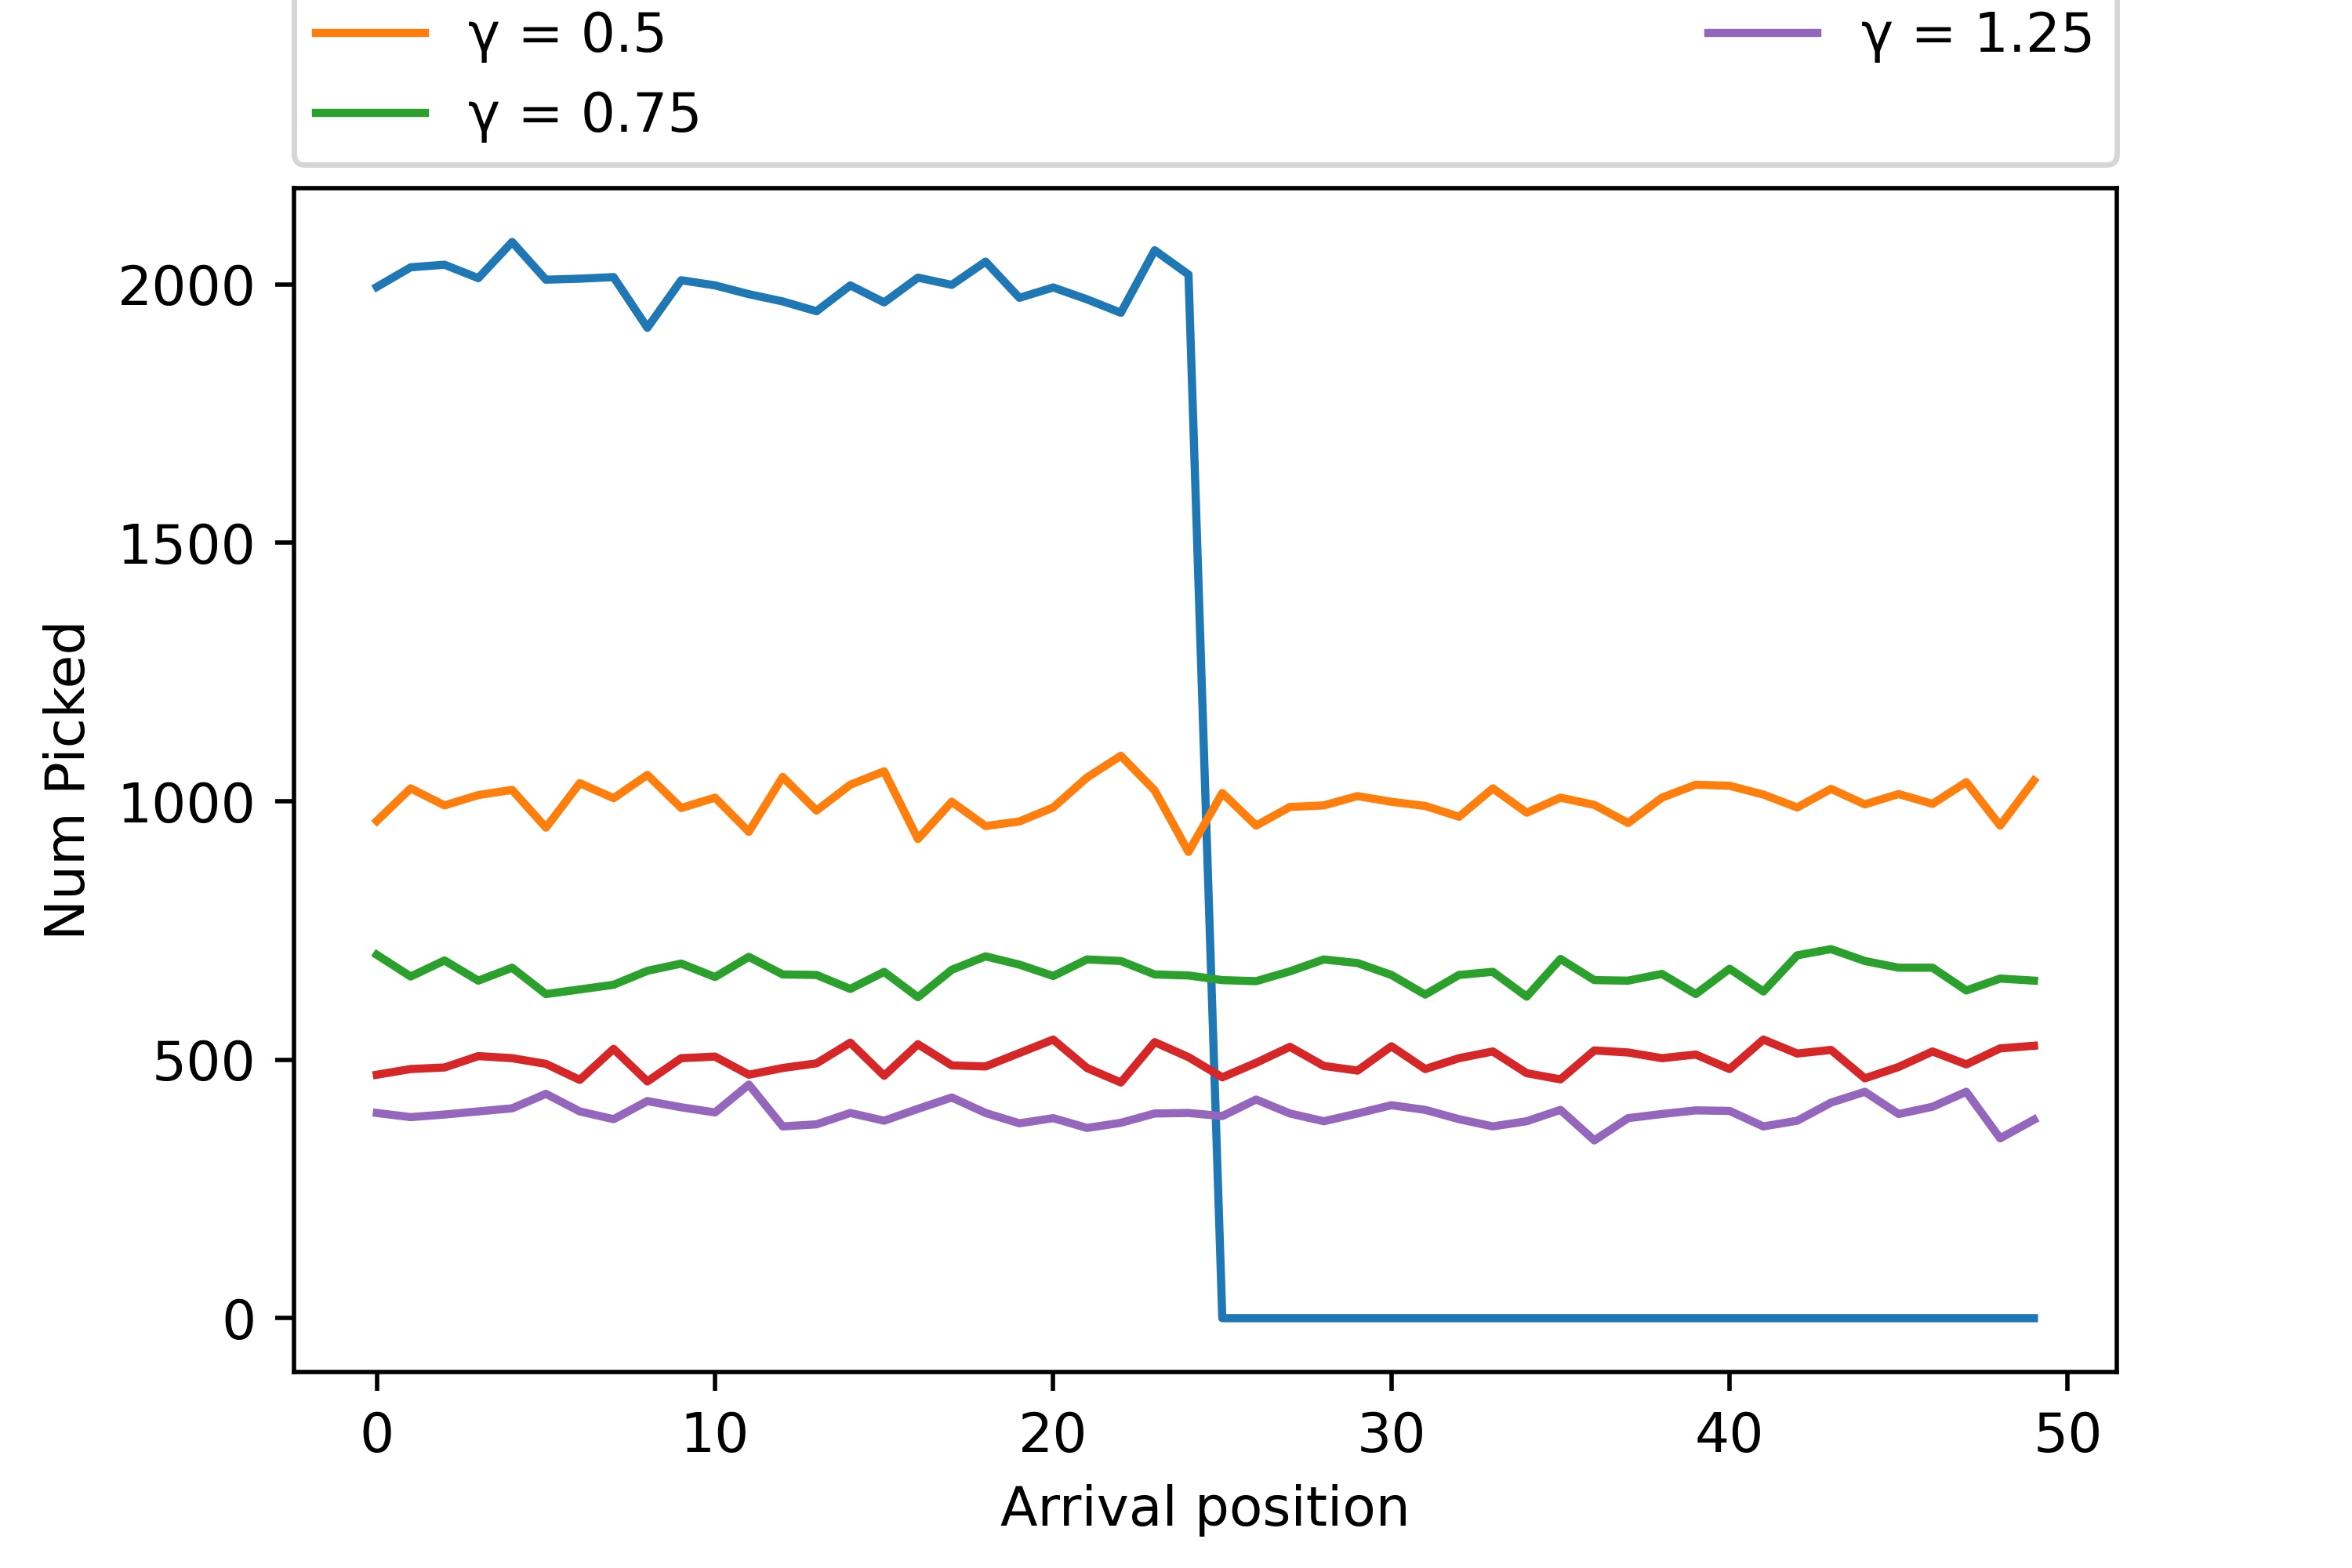 γ = 0.5
γ = 1.25
γ = 0.75
2000
1500
1000
500
0
Num Picked
0 10 20 30 40 50
Arrival position